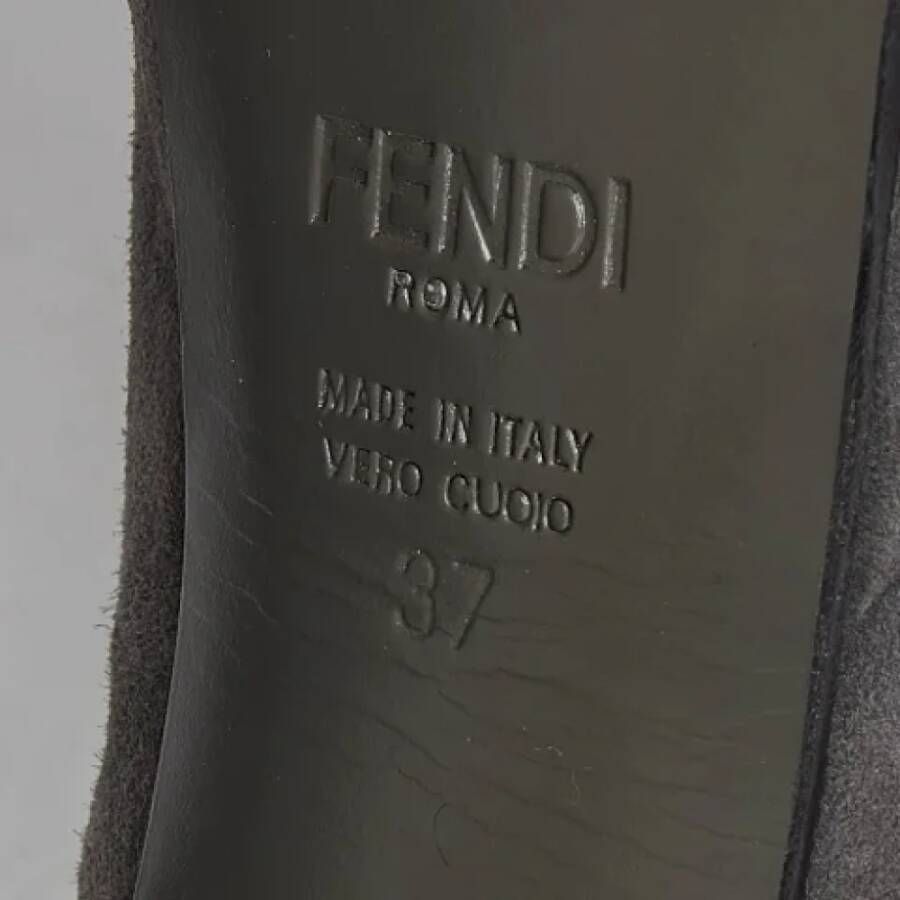 FENDI
ROMA
MADE IN ITALY
VERO CUOIO
37